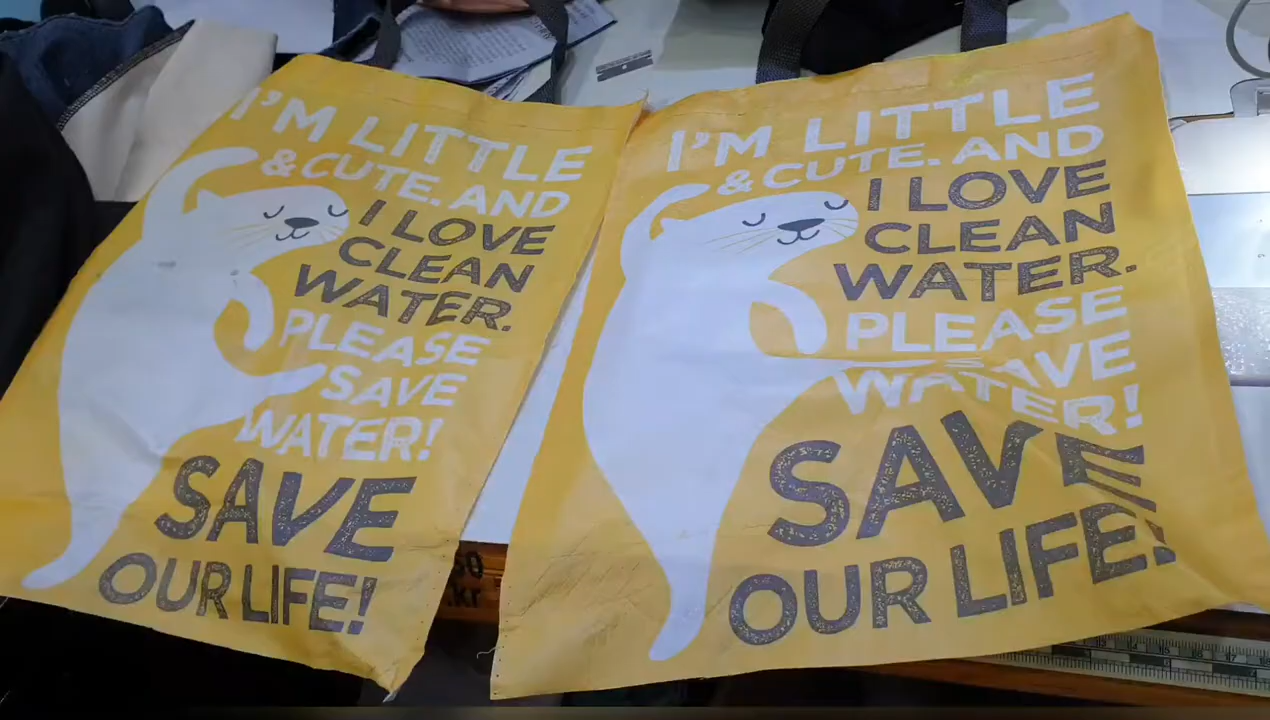 I'M LITTLE
& CUTE. AND
I LOVE
CLEAN
WATER.
PLEASE
SAVE
WATER!
SAVE
OUR LIFE!
I'M LITTLE
& CUTE. AND
I LOVE
CLEAN
WATER.
PLEASE
SAVE
WATER!
SAVE
OUR LIFE!